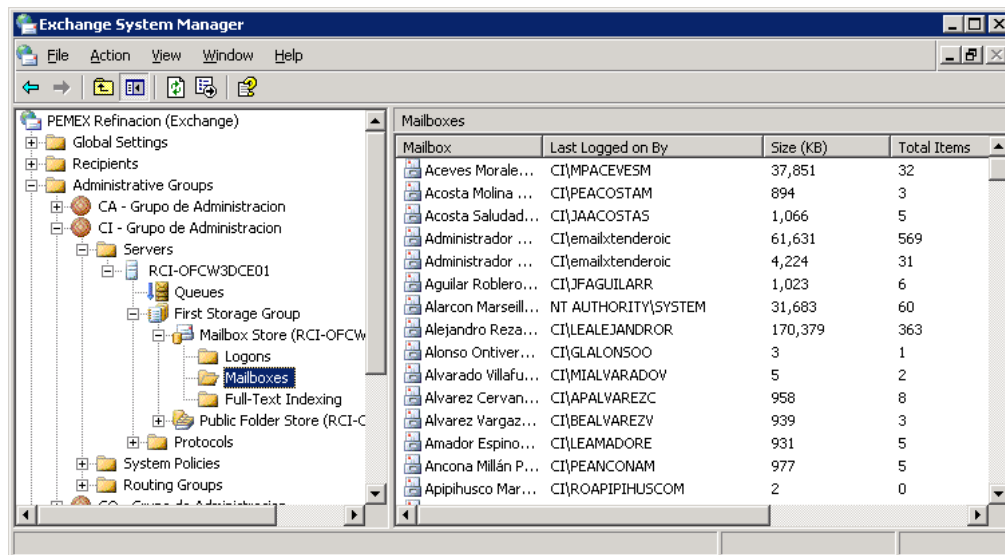 Exchange System Manager
File Action View Window Help
PEMEX Refinacion (Exchange)
Global Settings
Recipients
Administrative Groups
CA - Grupo de Administracion
CI - Grupo de Administracion
Servers
RCI-OFCW3DCE01
Queues
First Storage Group
Mailbox Store (RCI-OFCW
Logons
Mailboxes
Full-Text Indexing
Public Folder Store (RCI-C
Protocols
System Policies
Routing Groups
Mailboxes
Mailbox Last Logged on By Size (KB) Total Items
Aceves Morale... CI\MPACEVESM 37,851 32
Acosta Molina ... CI\PEACOSTAM 894 3
Acosta Saludad... CI\JAACOSTAS 1,066 5
Administrador ... CI\emailxtenderoic 61,631 569
Administrador ... CI\emailxtenderoic 4,224 31
Aguilar Roblero... CI\JFAGUILARR 1,023 6
Alarcon Marseill... NT AUTHORITY\SYSTEM 31,683 60
Alejandro Reza... CI\LEALEJANDROR 170,379 363
Alonso Ontiver... CI\GLALONSOO 3 1
Alvarado Villafu... CI\MIALVARADOV 5 2
Alvarez Cervan... CI\APALVAREZC 958 8
Alvarez Vargaz... CI\BEALVAREZV 939 3
Amador Espino... CI\LEAMADORE 931 5
Ancona Millán P... CI\PEANCONAM 977 5
Apipihusco Mar... CI\ROAPIPIHUSCOM 2 0